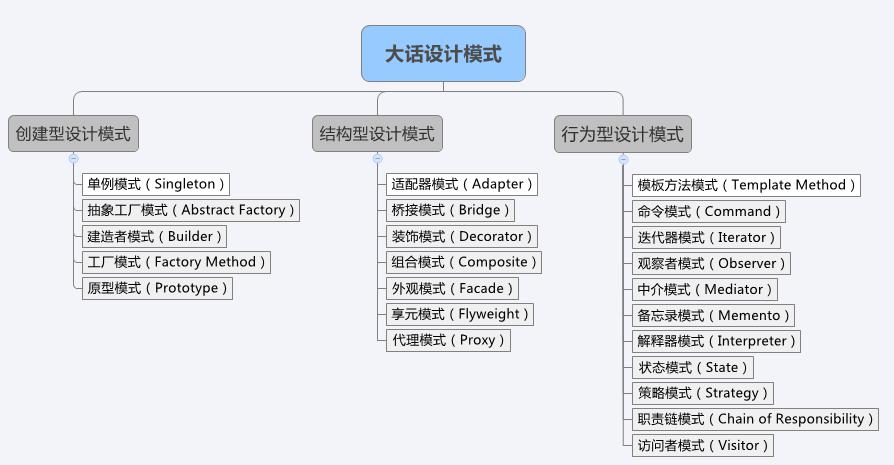 大话设计模式
创建型设计模式
单例模式（Singleton）
抽象工厂模式（Abstract Factory）
建造者模式（Builder）
工厂模式（Factory Method）
原型模式（Prototype）
结构型设计模式
适配器模式（Adapter）
桥接模式（Bridge）
装饰模式（Decorator）
组合模式（Composite）
外观模式（Facade）
享元模式（Flyweight）
代理模式（Proxy）
行为型设计模式
模板方法模式（Template Method）
命令模式（Command）
迭代器模式（Iterator）
观察者模式（Observer）
中介模式（Mediator）
备忘录模式（Memento）
解释器模式（Interpreter）
状态模式（State）
策略模式（Strategy）
职责链模式（Chain of Responsibility）
访问者模式（Visitor）